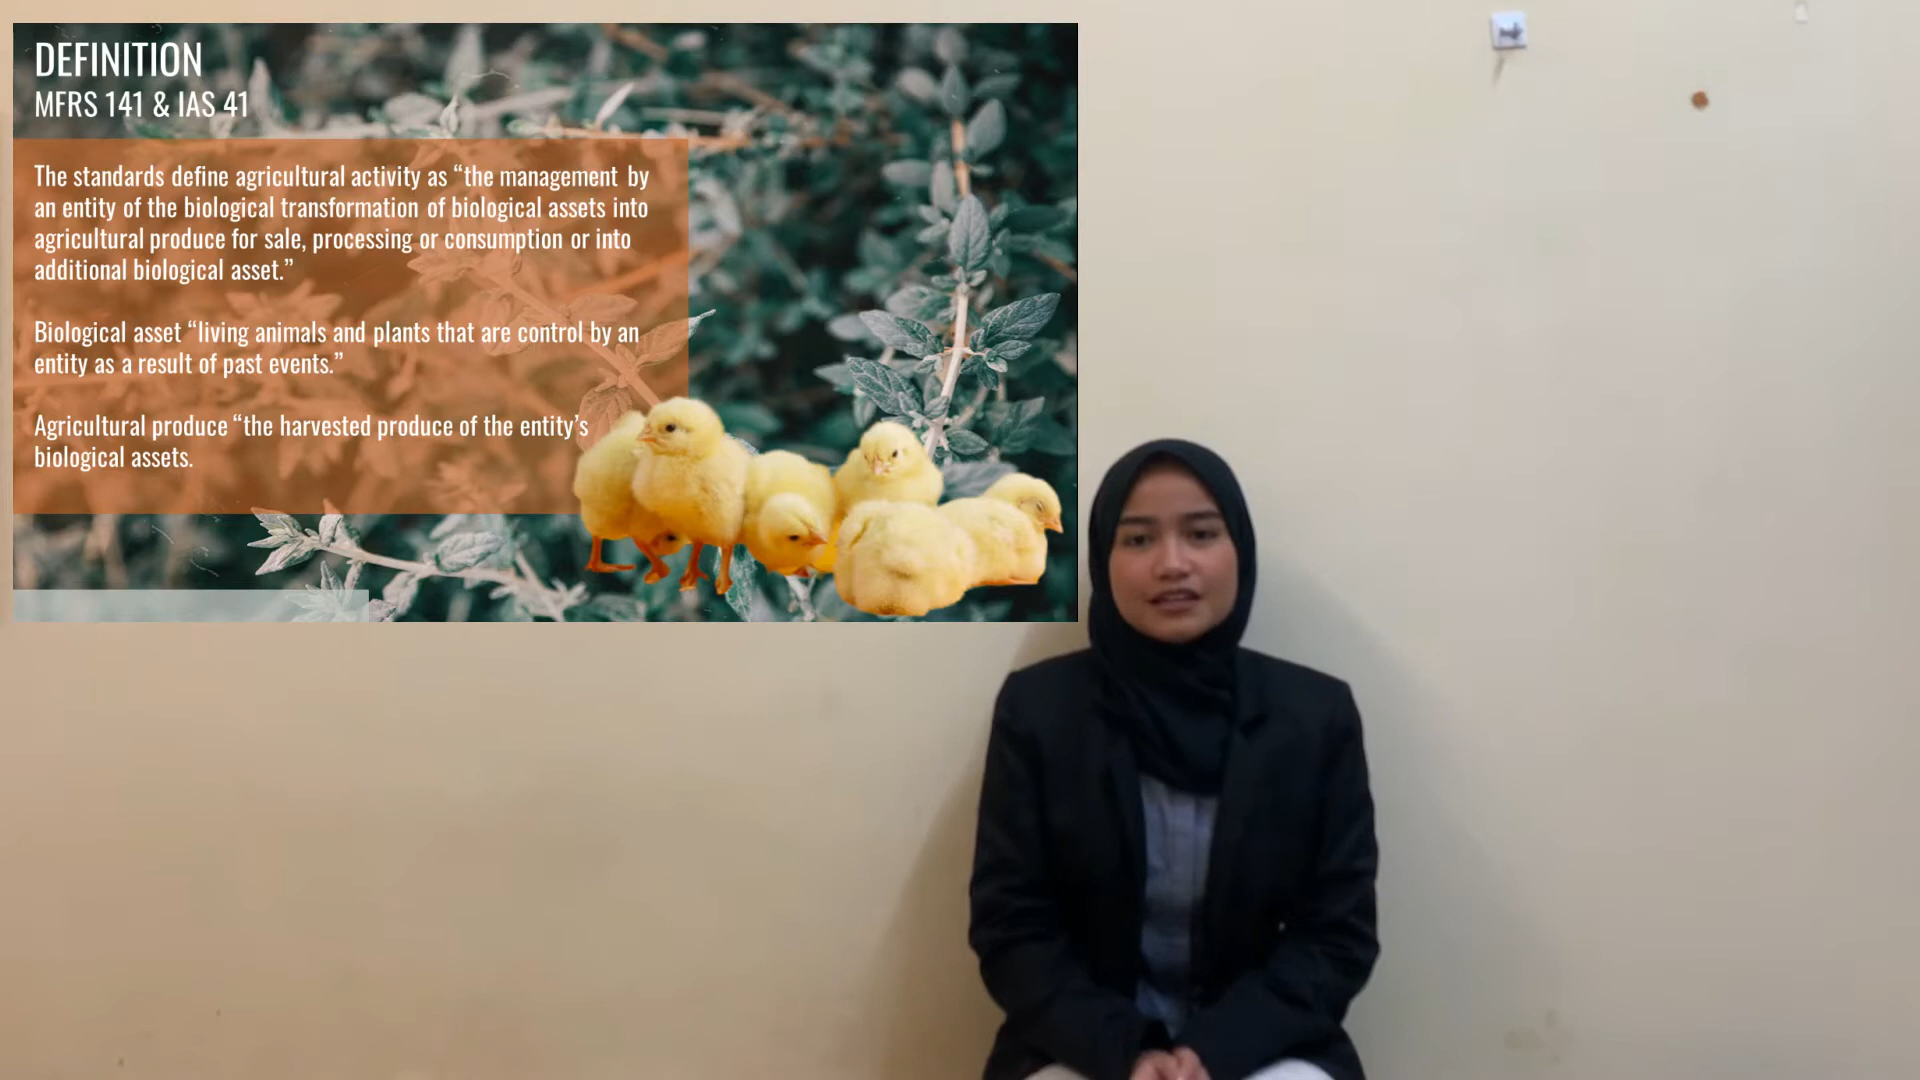 DEFINITION
MFRS 141 & IAS 41
The standards define agricultural activity as “the management by
an entity of the biological transformation of biological assets into
agricultural produce for sale, processing or consumption or into
additional biological asset.”
Biological asset “living animals and plants that are control by an
entity as a result of past events.”
Agricultural produce “the harvested produce of the entity’s
biological assets.